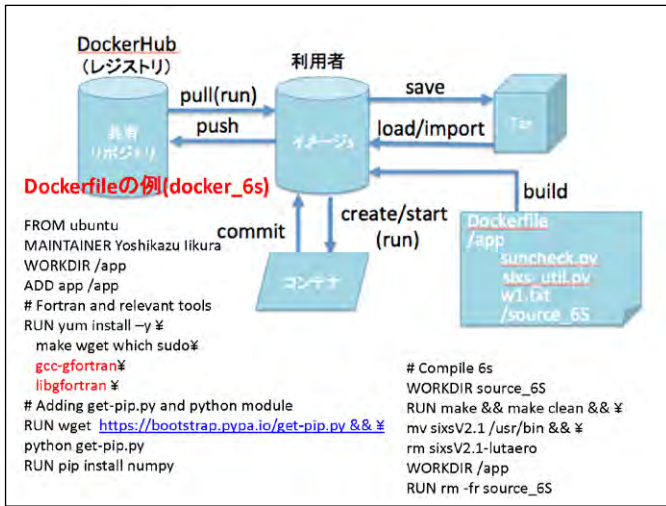 DockerHub
(レジストリ)
利用者
pull(run)
push
共有
リポジトリ
イメージs
save
load/import
Tar
build
Dockerfileの例(docker_6s)
commit
create/start
(run)
コンテナ
Dockerfile
/app
suncheck.py
sixs_util.py
w1.txt
/source_6S
FROM ubuntu
MAINTAINER Yoshikazu Iikura
WORKDIR /app
ADD app /app
# Fortran and relevant tools
RUN yum install –y ¥
make wget which sudo¥
gcc-gfortran¥
libgfortran ¥
# Adding get-pip.py and python module
RUN wget https://bootstrap.pypa.io/get-pip.py && ¥
python get-pip.py
RUN pip install numpy
# Compile 6s
WORKDIR source_6S
RUN make && make clean && ¥
mv sixsV2.1 /usr/bin && ¥
rm sixsV2.1-lutaero
WORKDIR /app
RUN rm -fr source_6S